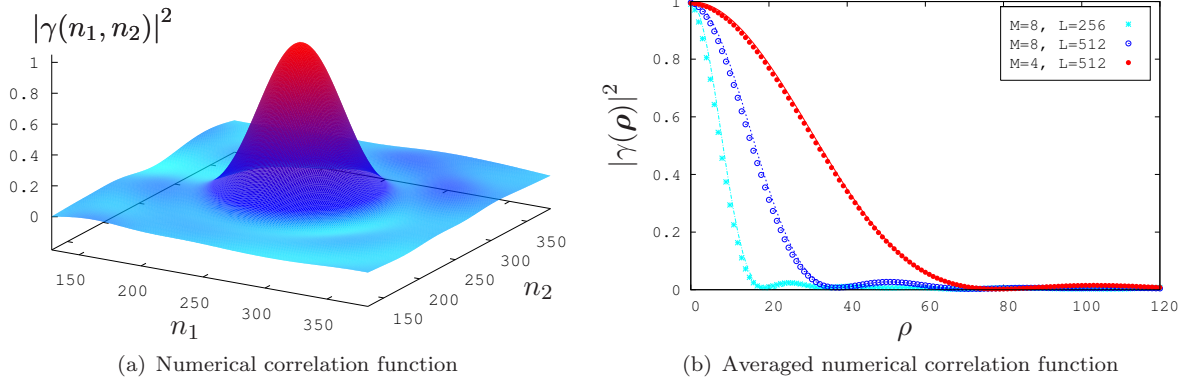 |γ(n₁, n₂)|²
1
0.8
0.6
0.4
0.2
0
150
200
250
300
350
n₁
150
200
250
300
350
n₂
(a) Numerical correlation function
|γ(ρ)|²
1
0.8
0.6
0.4
0.2
0
0 20 40 60 80 100 120
ρ
M=8, L=256
M=8, L=512
M=4, L=512
(b) Averaged numerical correlation function